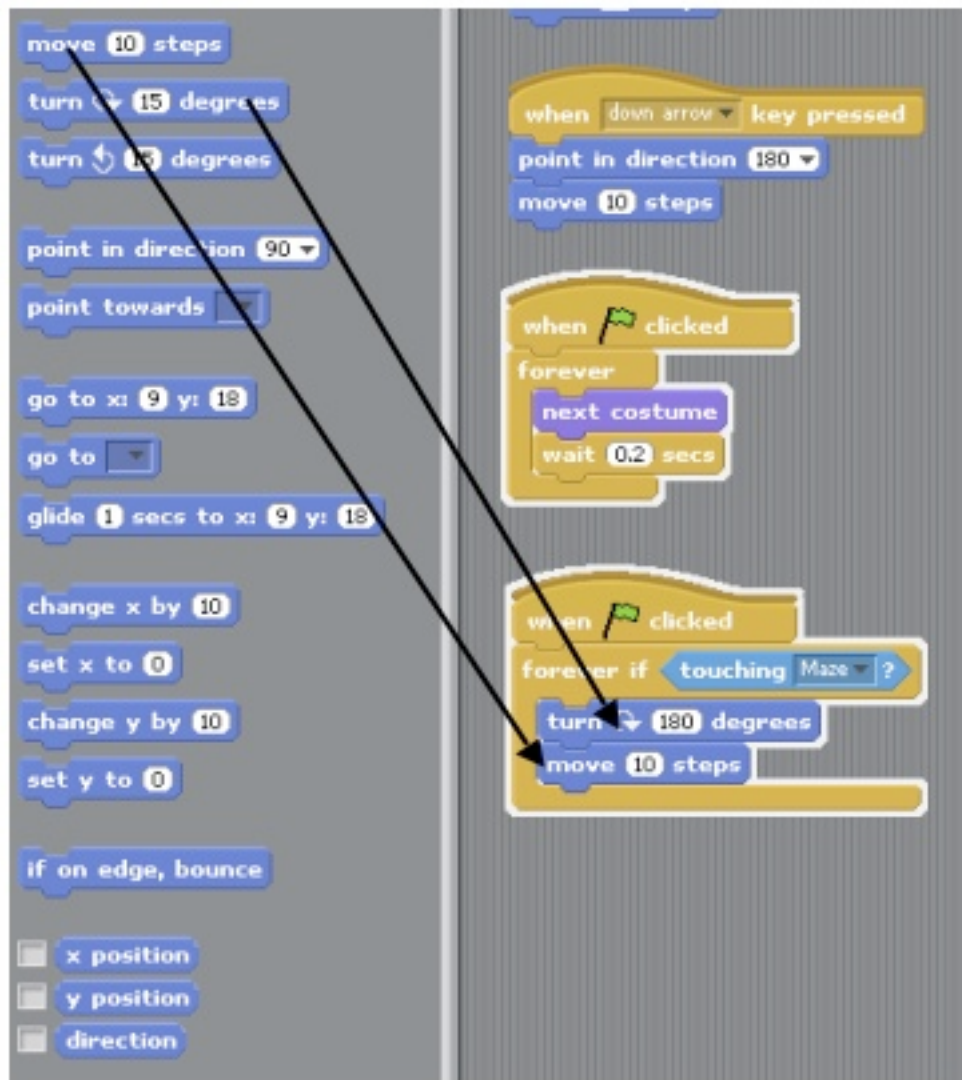 move 10 steps
turn 15 degrees
turn 15 degrees
point in direction 90
point towards
go to x: 9 y: 18
go to
glide 1 secs to x: 9 y: 18
change x by 10
set x to 0
change y by 10
set y to 0
if on edge, bounce
x position
y position
direction
when down arrow key pressed
point in direction 180
move 10 steps
when clicked
forever
next costume
wait 0.2 secs
when clicked
forever if touching Maze ?
turn 180 degrees
move 10 steps